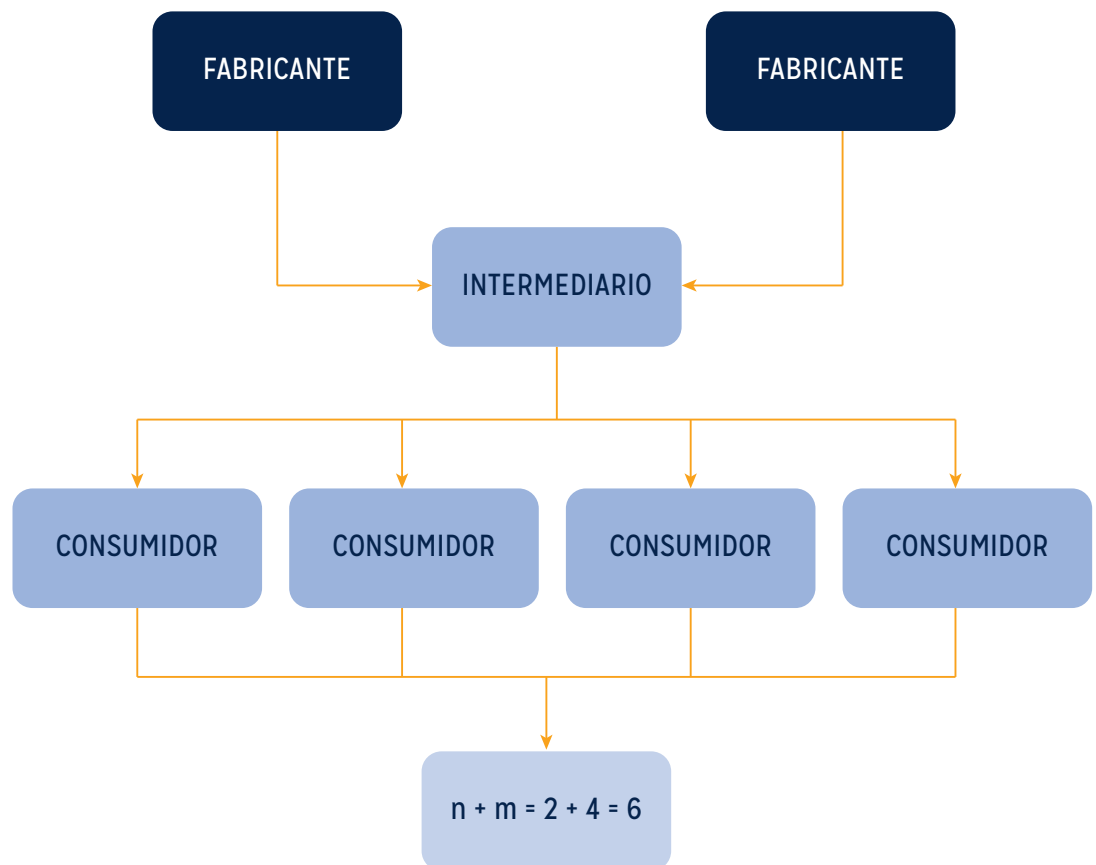 FABRICANTE
FABRICANTE
INTERMEDIARIO
CONSUMIDOR
CONSUMIDOR
CONSUMIDOR
CONSUMIDOR
n + m = 2 + 4 = 6